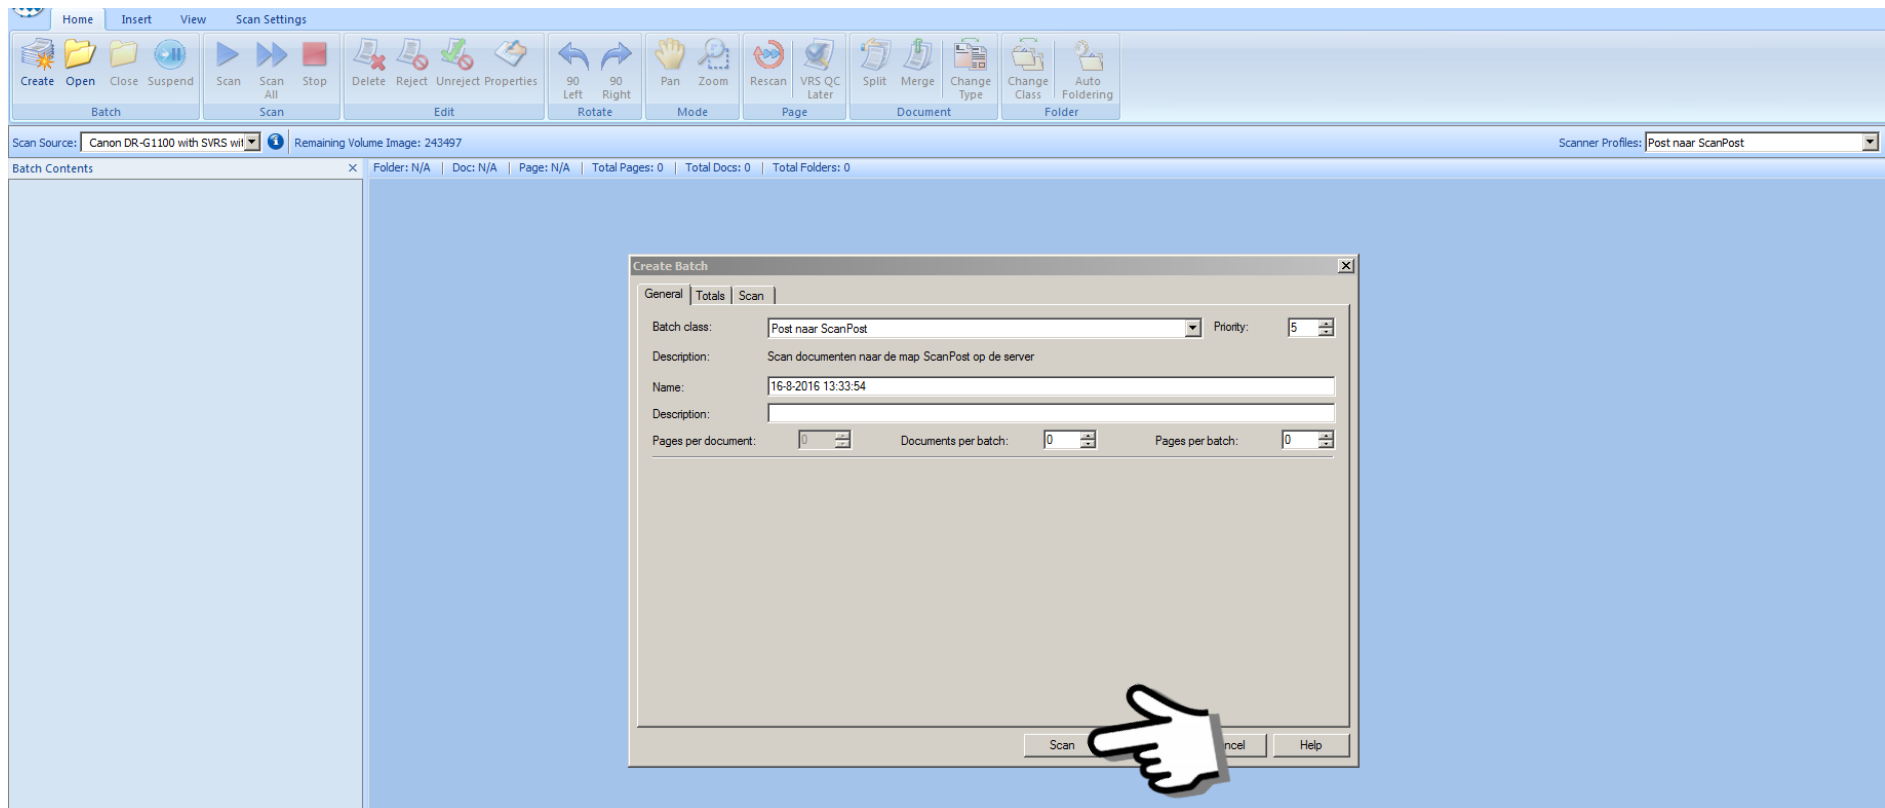 Home Insert View Scan Settings
Create Open Close Suspend Scan Scan All Stop Delete Reject Unreject Properties 90 Left 90 Right Pan Zoom Rescan VRS QC Later Split Merge Change Type Change Class Auto Foldering
Batch Scan Edit Rotate Mode Page Document Folder
Scan Source: Canon DR-G1100 with SVRS wit Remaining Volume Image: 243497 Scanner Profiles: Post naar ScanPost
Batch Contents Folder: N/A | Doc: N/A | Page: N/A | Total Pages: 0 | Total Docs: 0 | Total Folders: 0
Create Batch
General Totals Scan
Batch class: Post naar ScanPost Priority: 5
Description: Scan documenten naar de map ScanPost op de server
Name: 16-8-2016 13:33:54
Description:
Pages per document: 0 Documents per batch: 0 Pages per batch: 0
Scan Help